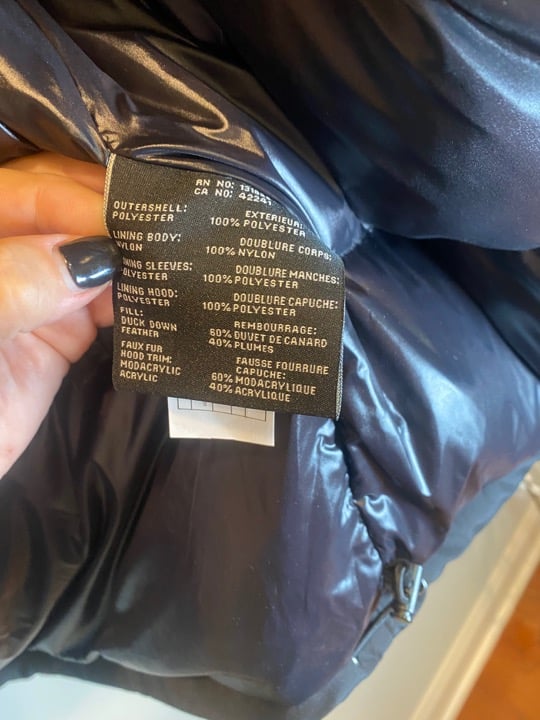 RN NO:
CA NO: 42241
OUTERSHELL: EXTERIEUR:
POLYESTER 100% POLYESTER
LINING BODY: DOUBLURE CORPS:
NYLON 100% NYLON
SLEEVES: DOUBLURE MANCHES:
POLYESTER 100% POLYESTER
LINING HOOD: DOUBLURE CAPUCHE:
POLYESTER 100% POLYESTER
FILL: REMBOURRAGE:
DUCK DOWN 60% DUVET DE CANARD
FEATHER 40% PLUMES
FAUX FUR FAUSSE FOURRURE
HOOD TRIM: CAPUCHE:
MODACRYLIC 60% MODACRYLIQUE
ACRYLIC 40% ACRYLIQUE